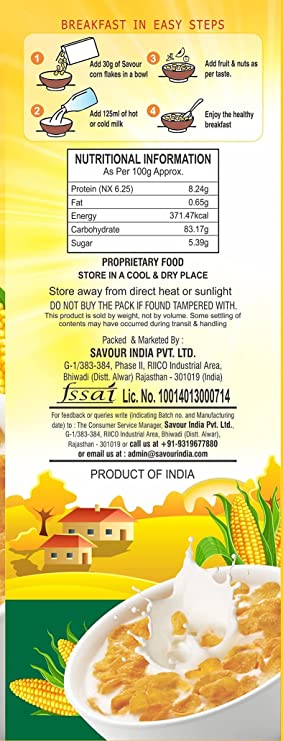 BREAKFAST IN EASY STEPS
1
Add 30g of Savour
corn flakes in a bowl
3
Add fruit & nuts as
per taste.
2
Add 125ml of hot
or cold milk
4
Enjoy the healthy
breakfast
NUTRITIONAL INFORMATION
As Per 100g Approx.
Protein (NX 6.25) 8.24g
Fat 0.65g
Energy 371.47kcal
Carbohydrate 83.17g
Sugar 5.39g
PROPRIETARY FOOD
STORE IN A COOL & DRY PLACE
Store away from direct heat or sunlight
DO NOT BUY THE PACK IF FOUND TAMPERED WITH.
This product is sold by weight, not by volume. Some settling of
contents may have occurred during transit & handling
Packed & Marketed By :
SAVOUR INDIA PVT. LTD.
G-1/383-384, Phase II, RIICO Industrial Area,
Bhiwadi (Distt. Alwar) Rajasthan - 301019 (India)
fssai Lic. No. 10014013000714
For feedback or queries write (indicating Batch no. and Manufacturing
date) to : The Consumer Service Manager, Savour India Pvt. Ltd.,
G-1/383-384, RIICO Industrial Area, Bhiwadi (Distt. Alwar),
Rajasthan - 301019 or call us at +91-9319677880
or email us at : admin@savourindia.com
PRODUCT OF INDIA